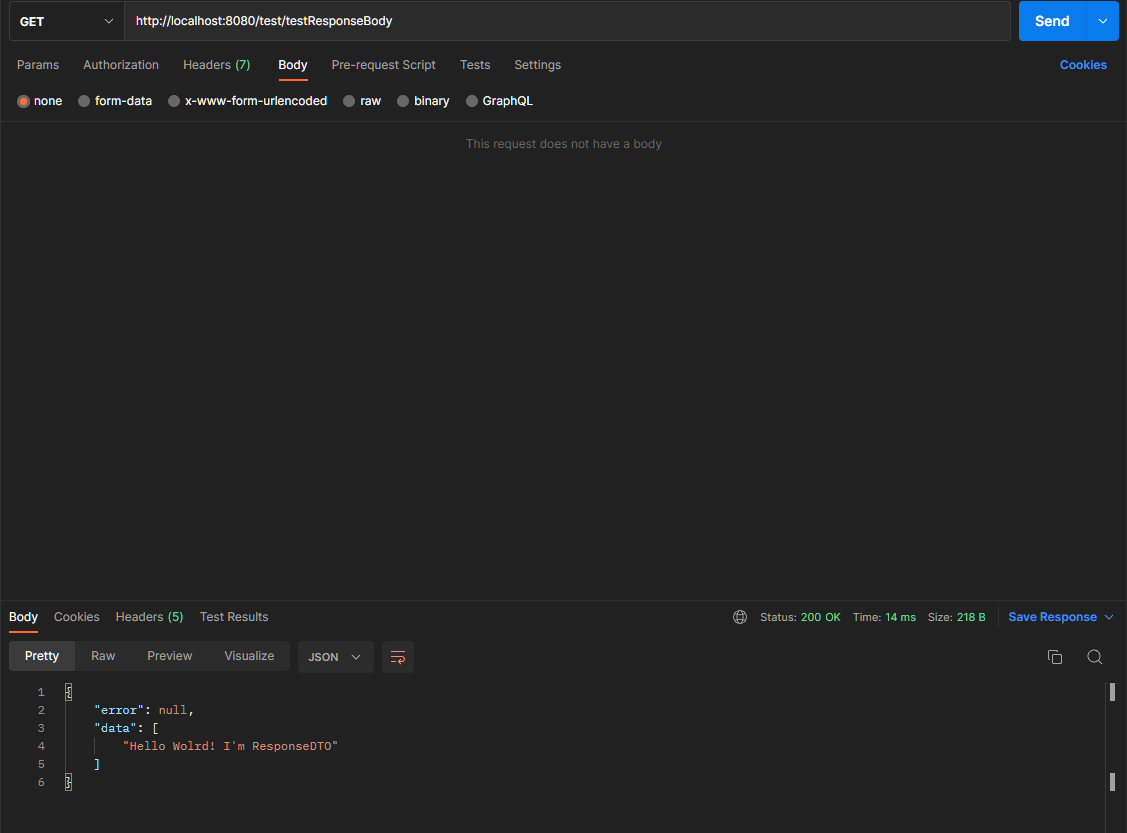 GET http://localhost:8080/test/testResponseBody Send
Params Authorization Headers (7) Body Pre-request Script Tests Settings Cookies
none form-data x-www-form-urlencoded raw binary GraphQL
This request does not have a body
Body Cookies Headers (5) Test Results Status: 200 OK Time: 14 ms Size: 218 B Save Response
Pretty Raw Preview Visualize JSON
1 {
2 "error": null,
3 "data": [
4 "Hello Wolrd! I'm ResponseDTO"
5 ]
6 }